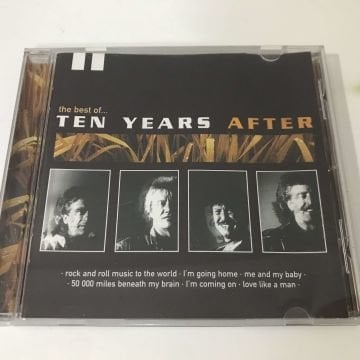 the best of...
TEN YEARS AFTER
· rock and roll music to the world · I'm going home · me and my baby ·
· 50 000 miles beneath my brain · I'm coming on · love like a man ·